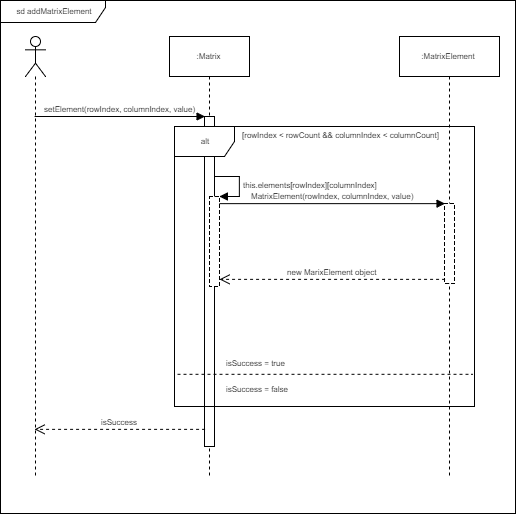 sd addMatrixElement
:Matrix
:MatrixElement
setElement(rowIndex, columnIndex, value)
alt
[rowIndex < rowCount && columnIndex < columnCount]
this.elements[rowIndex][columnIndex]
MatrixElement(rowIndex, columnIndex, value)
new MarixElement object
isSuccess = true
isSuccess = false
isSuccess